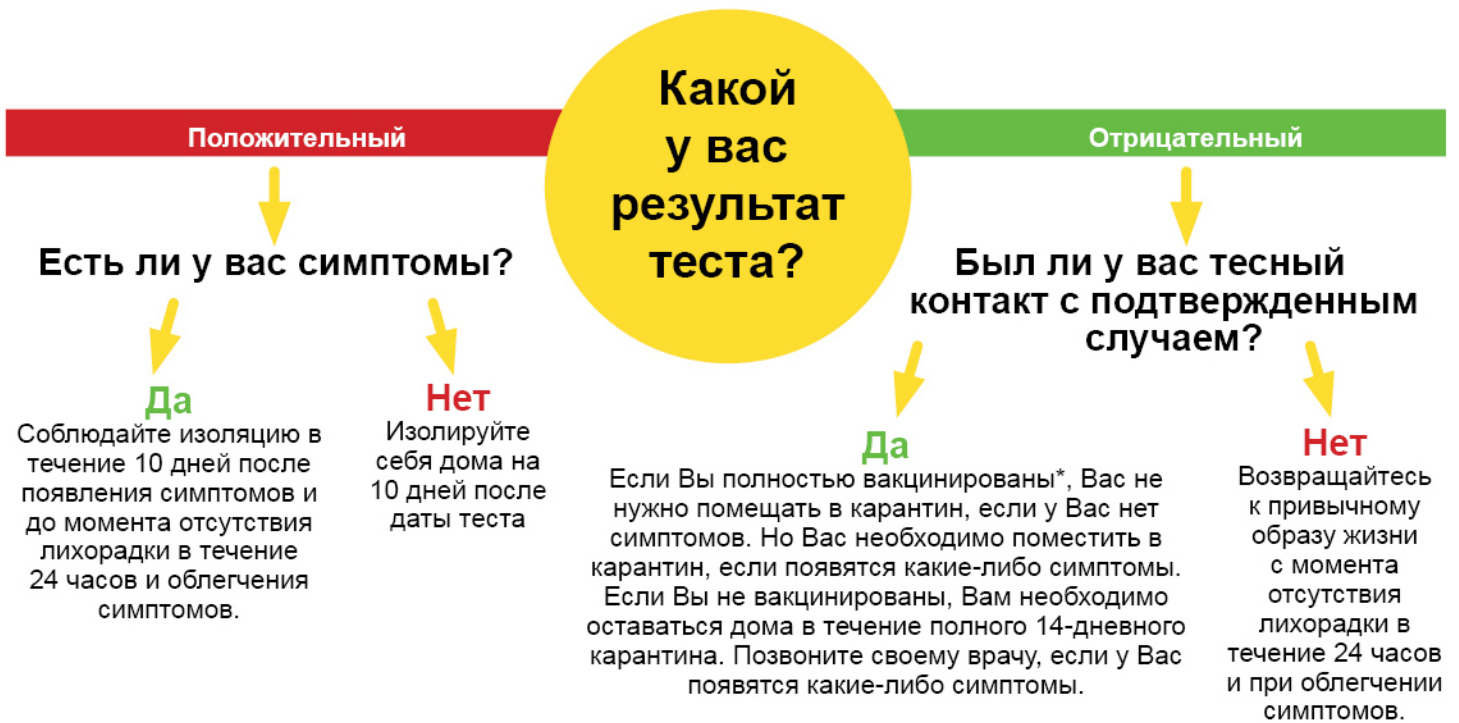 Какой
у вас
результат
теста?
Положительный
Есть ли у вас симптомы?
Да
Соблюдайте изоляцию в
течение 10 дней после
появления симптомов и
до момента отсутствия
лихорадки в течение
24 часов и облегчения
симптомов.
Нет
Изолируйте
себя дома на
10 дней после
даты теста
Отрицательный
Был ли у вас тесный
контакт с подтвержденным
случаем?
Да
Если Вы полностью вакцинированы*, Вас не
нужно помещать в карантин, если у Вас нет
симптомов. Но Вас необходимо поместить в
карантин, если появятся какие-либо симптомы.
Если Вы не вакцинированы, Вам необходимо
оставаться дома в течение полного 14-дневного
карантина. Позвоните своему врачу, если у Вас
появятся какие-либо симптомы.
Нет
Возвращайтесь
к привычному
образу жизни
с момента
отсутствия
лихорадки в
течение 24 часов
и при облегчении
симптомов.